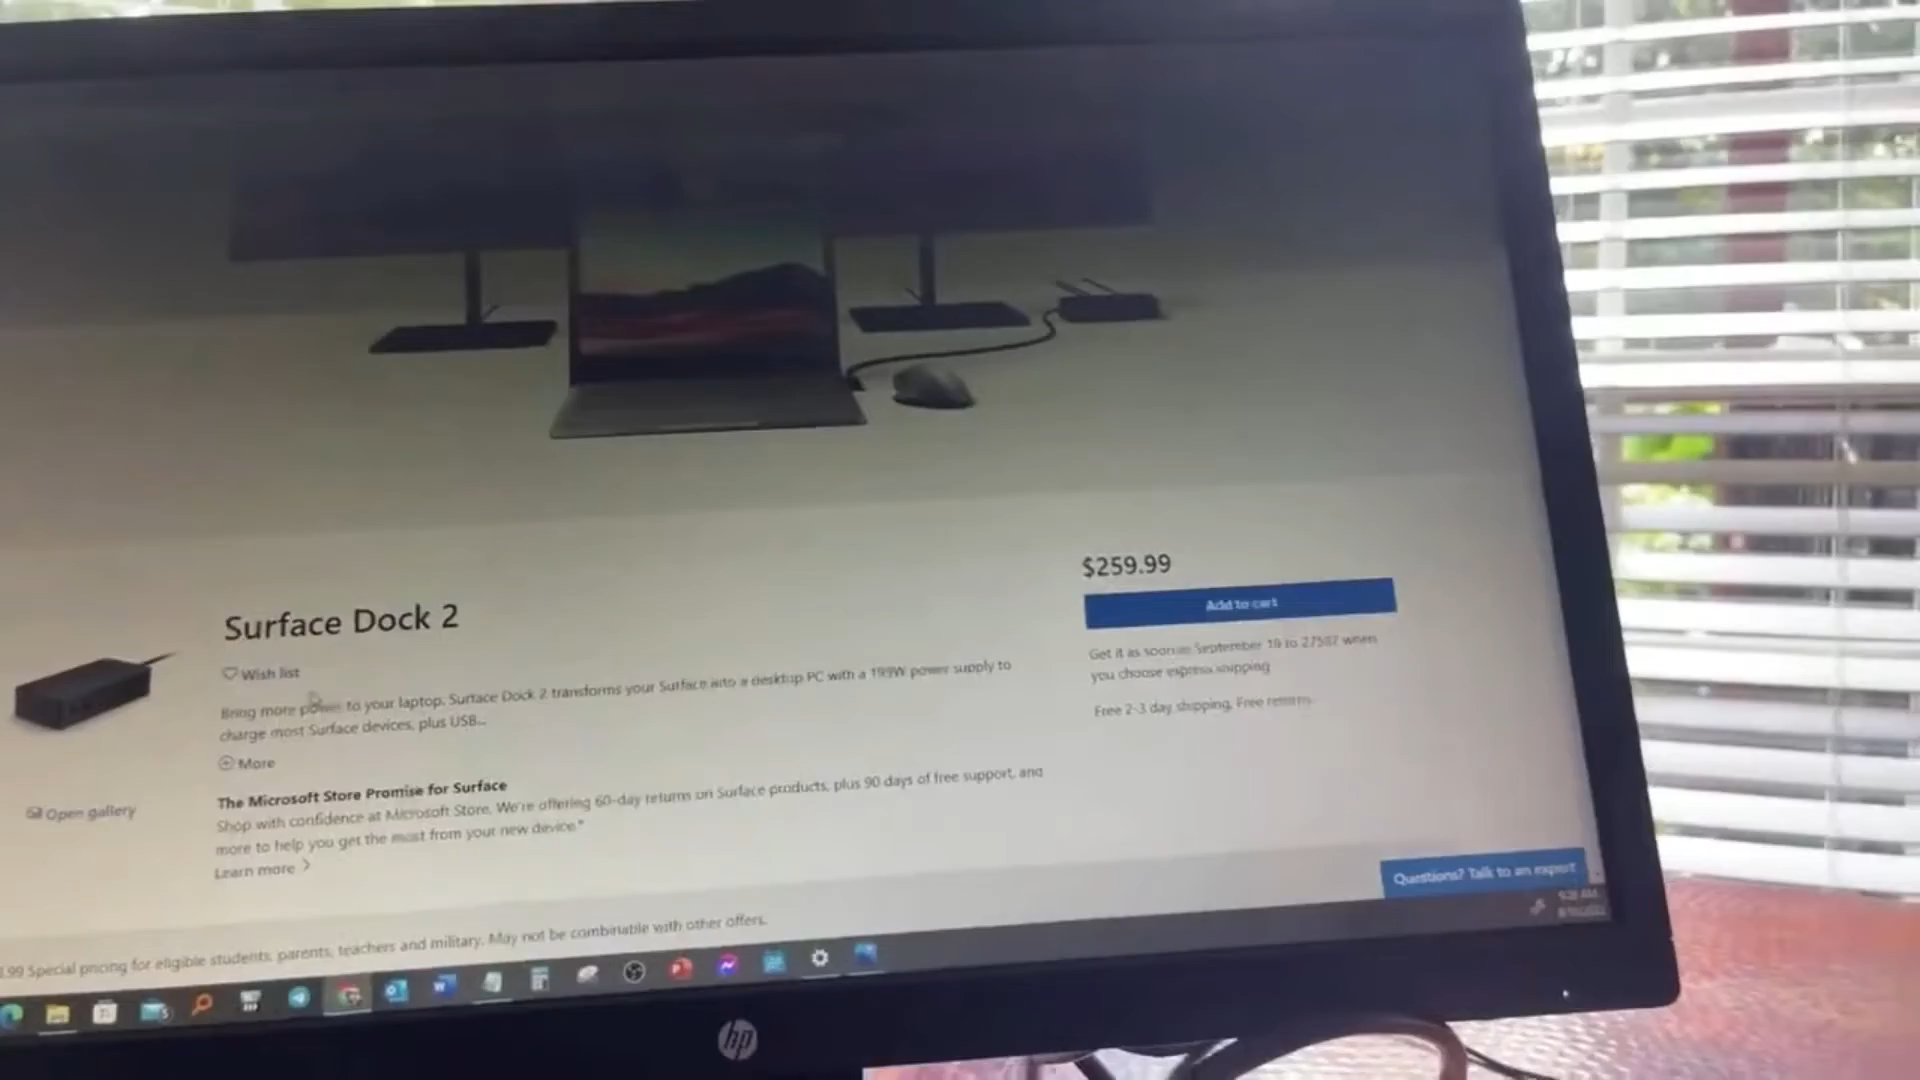 $259.99
Surface Dock 2
Add to cart
Wish list
Get it as soon as September 19 to 27587 when
you choose express shipping
Bring more power to your laptop. Surface Dock 2 transforms your Surface into a desktop PC with a 199W power supply to
charge most Surface devices, plus USB...
Free 2-3 day shipping. Free returns.
More
The Microsoft Store Promise for Surface
Shop with confidence at Microsoft Store. We're offering 60-day returns on Surface products, plus 90 days of free support, and
more to help you get the most from your new device.*
Learn more >
Open gallery
Questions? Talk to an expert
.99 Special pricing for eligible students, parents, teachers and military. May not be combinable with other offers.
hp